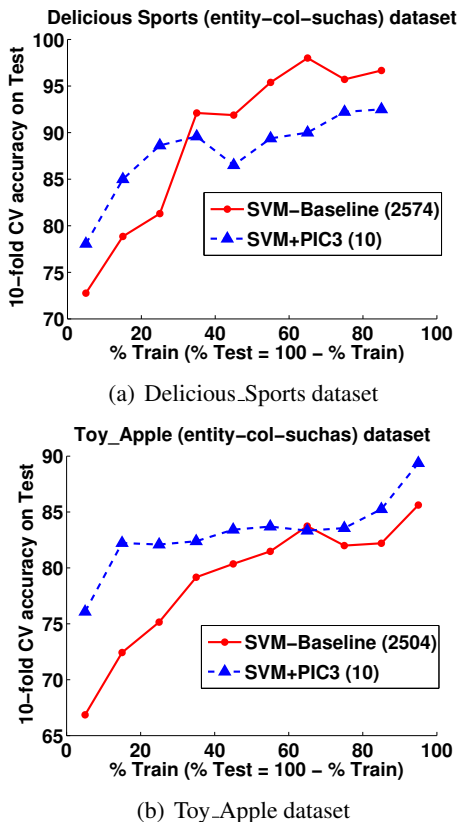 Delicious Sports (entity−col−suchas) dataset
10−fold CV accuracy on Test
100
95
90
85
80
75
70
SVM−Baseline (2574)
SVM+PIC3 (10)
0 20 40 60 80 100
% Train (% Test = 100 − % Train)
(a) Delicious_Sports dataset
Toy_Apple (entity−col−suchas) dataset
10−fold CV accuracy on Test
90
85
80
75
70
65
SVM−Baseline (2504)
SVM+PIC3 (10)
0 20 40 60 80 100
% Train (% Test = 100 − % Train)
(b) Toy_Apple dataset